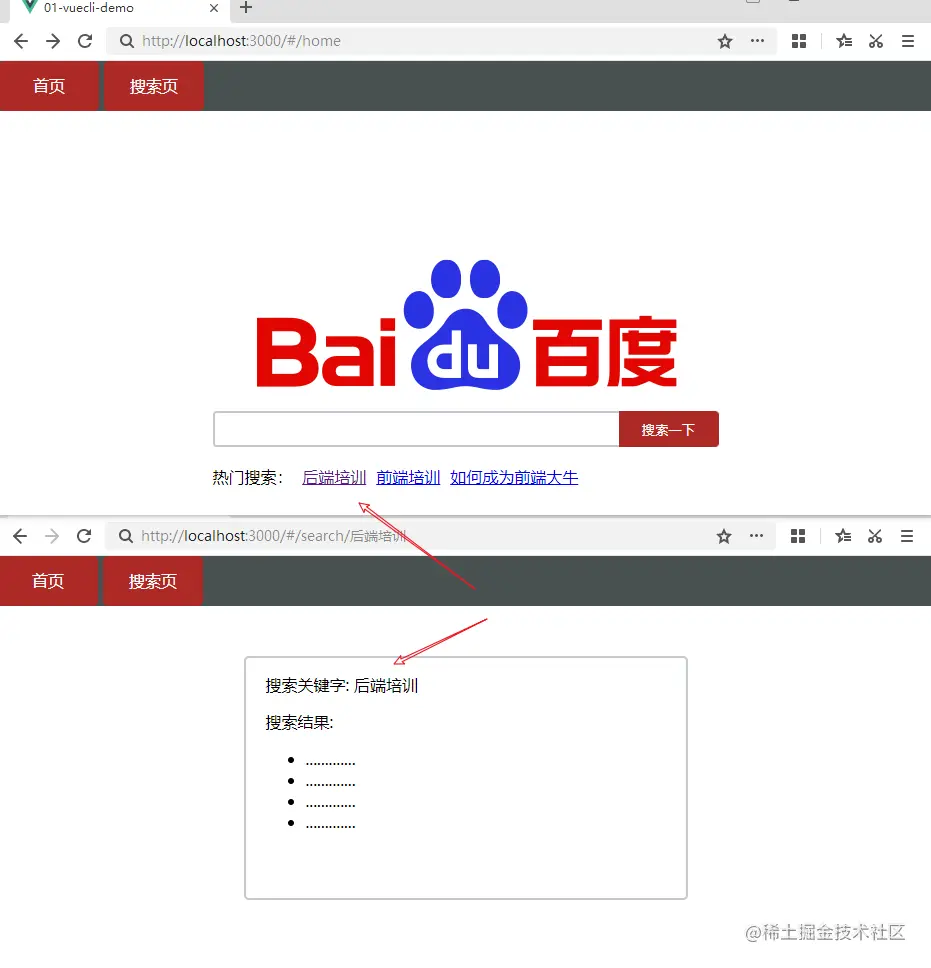 01-vuecli-demo
http://localhost:3000/#/home
首页 搜索页
Bai du 百度
搜索一下
热门搜索： 后端培训 前端培训 如何成为前端大牛
http://localhost:3000/#/search/后端培训
首页 搜索页
搜索关键字: 后端培训
搜索结果:
.............
.............
.............
.............
@稀土掘金技术社区